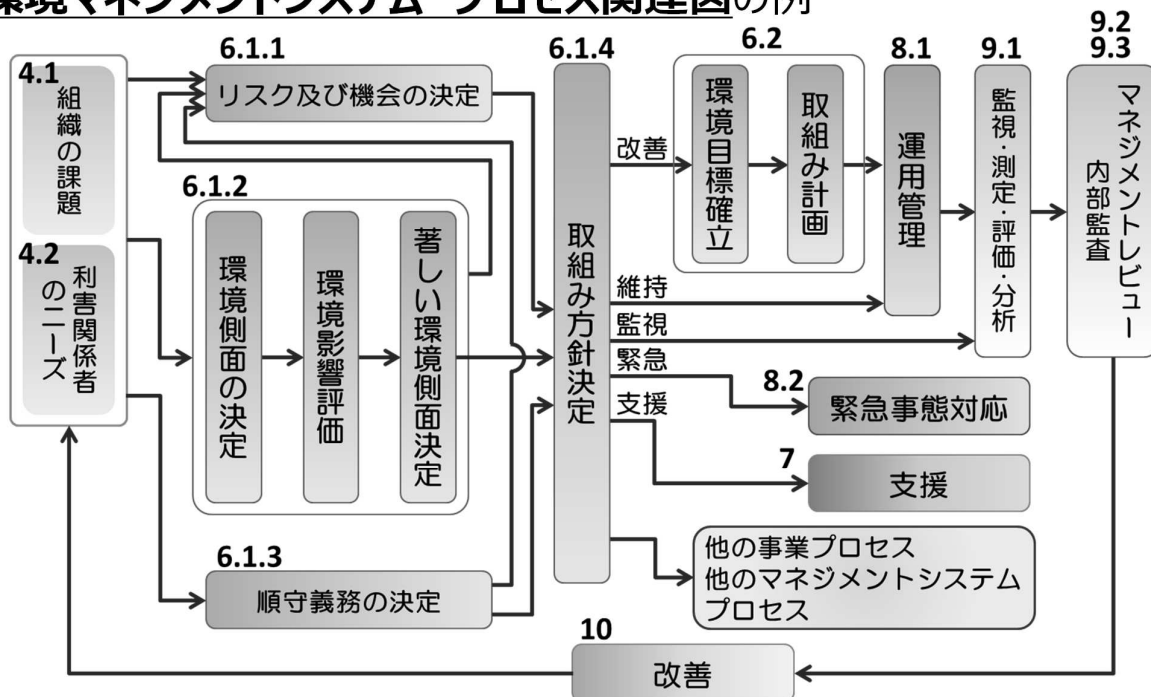 環境マネジメントシステム プロセス関連図の例
4.1
組織の課題
4.2
利害関係者
のニーズ
6.1.1
リスク及び機会の決定
6.1.2
環境側面の決定
環境影響評価
著しい環境側面決定
6.1.3
順守義務の決定
6.1.4
取組み方針決定
改善
維持
監視
緊急
支援
6.2
環境目標確立
取組み計画
8.1
運用管理
9.1
監視・測定・評価・分析
9.2
9.3
マネジメントレビュー
内部監査
8.2
緊急事態対応
7
支援
他の事業プロセス
他のマネジメントシステム
プロセス
10
改善